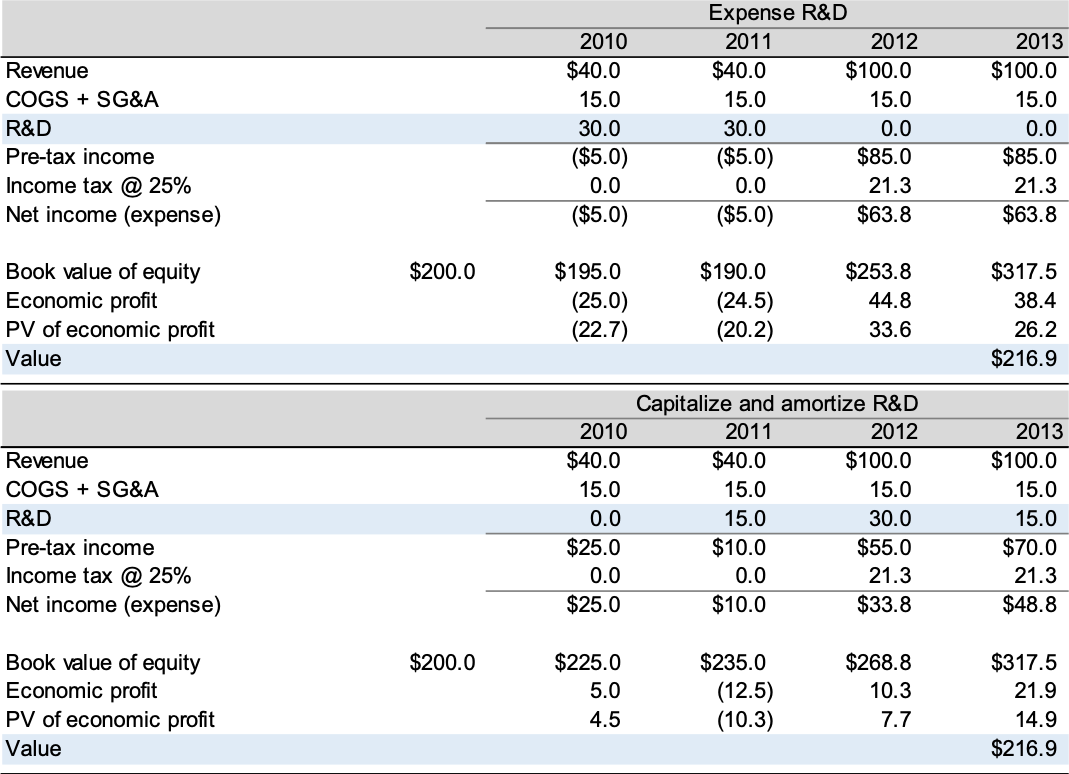 Expense R&D
2010 2011 2012 2013
Revenue $40.0 $40.0 $100.0 $100.0
COGS + SG&A 15.0 15.0 15.0 15.0
R&D 30.0 30.0 0.0 0.0
Pre-tax income ($5.0) ($5.0) $85.0 $85.0
Income tax @ 25% 0.0 0.0 21.3 21.3
Net income (expense) ($5.0) ($5.0) $63.8 $63.8
Book value of equity $200.0 $195.0 $190.0 $253.8 $317.5
Economic profit (25.0) (24.5) 44.8 38.4
PV of economic profit (22.7) (20.2) 33.6 26.2
Value $216.9
Capitalize and amortize R&D
2010 2011 2012 2013
Revenue $40.0 $40.0 $100.0 $100.0
COGS + SG&A 15.0 15.0 15.0 15.0
R&D 0.0 15.0 30.0 15.0
Pre-tax income $25.0 $10.0 $55.0 $70.0
Income tax @ 25% 0.0 0.0 21.3 21.3
Net income (expense) $25.0 $10.0 $33.8 $48.8
Book value of equity $200.0 $225.0 $235.0 $268.8 $317.5
Economic profit 5.0 (12.5) 10.3 21.9
PV of economic profit 4.5 (10.3) 7.7 14.9
Value $216.9